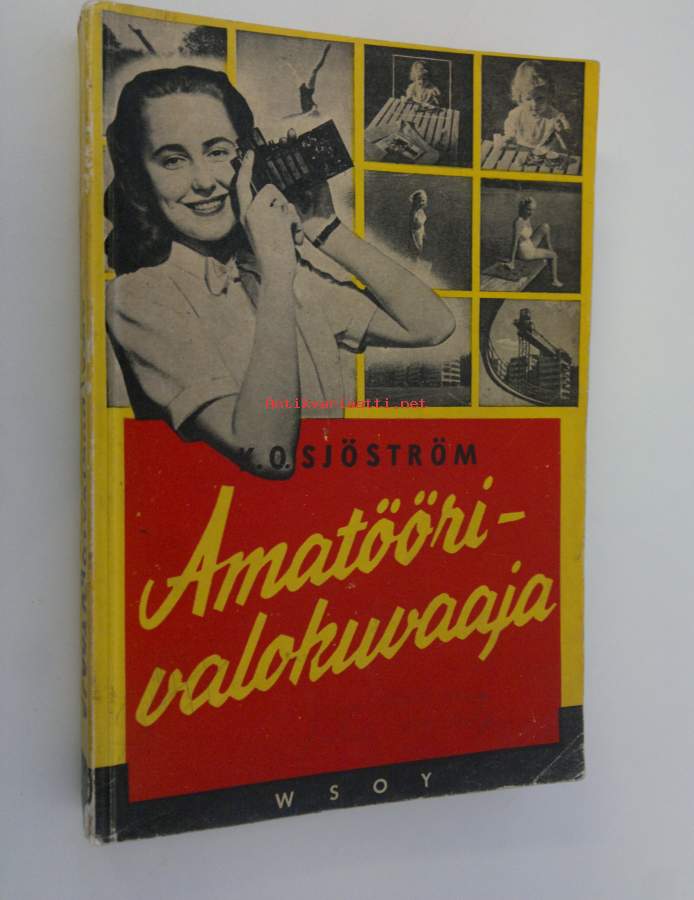 Antikvariaatti.net
K. O. SJÖSTRÖM
Amatööri-
valokuvaaja
WSOY